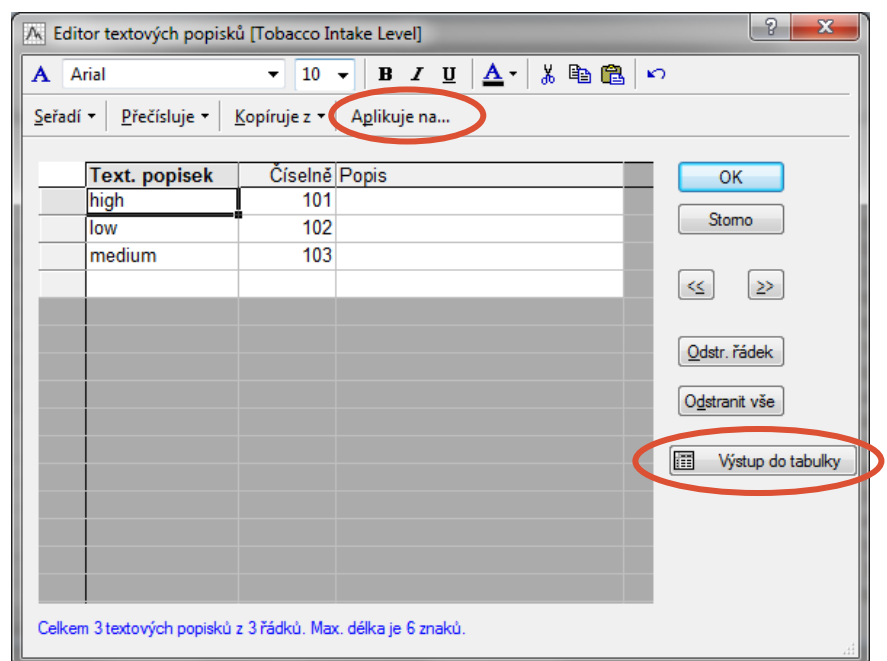 Editor textových popisků [Tobacco Intake Level]
A Arial 10 B I U A
Seřadí Přečísluje Kopíruje z Aplikuje na...
Text. popisek Číselně Popis
high 101
low 102
medium 103
OK
Storno
<< >>
Odstr. řádek
Odstranit vše
Výstup do tabulky
Celkem 3 textových popisků z 3 řádků. Max. délka je 6 znaků.